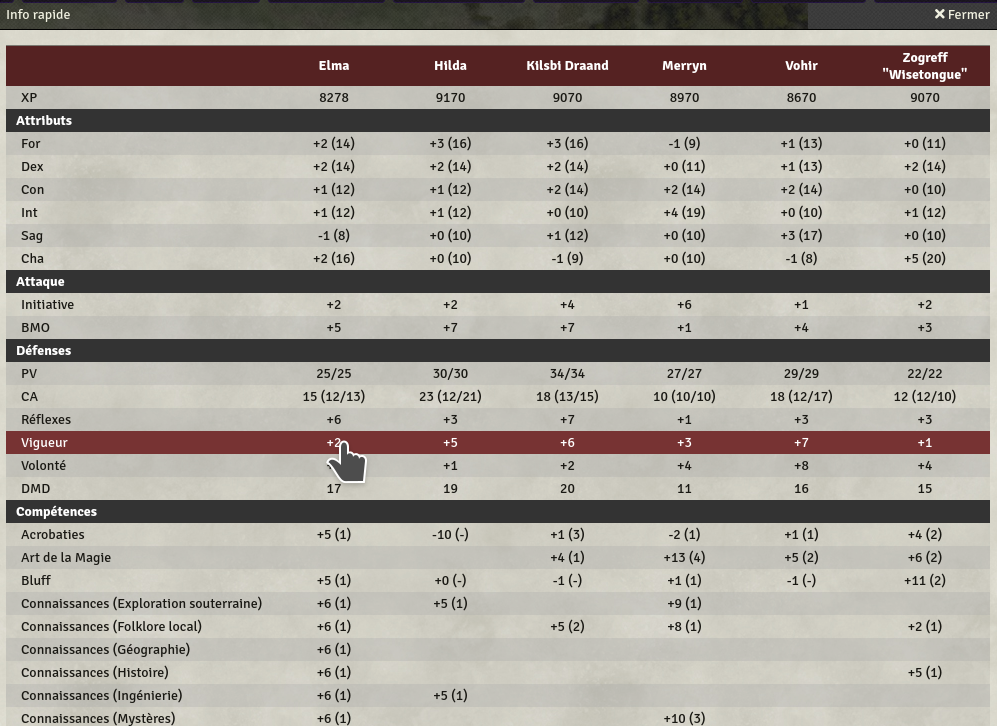 Info rapide
✕ Fermer
Elma Hilda Kilsbi Draand Merryn Vohir Zogreff "Wisetongue"
XP 8278 9170 9070 8970 8670 9070
Attributs
For +2 (14) +3 (16) +3 (16) -1 (9) +1 (13) +0 (11)
Dex +2 (14) +2 (14) +2 (14) +0 (11) +1 (13) +2 (14)
Con +1 (12) +1 (12) +2 (14) +2 (14) +2 (14) +0 (10)
Int +1 (12) +1 (12) +0 (10) +4 (19) +0 (10) +1 (12)
Sag -1 (8) +0 (10) +1 (12) +0 (10) +3 (17) +0 (10)
Cha +2 (16) +0 (10) -1 (9) +0 (10) -1 (8) +5 (20)
Attaque
Initiative +2 +2 +4 +6 +1 +2
BMO +5 +7 +7 +1 +4 +3
Défenses
PV 25/25 30/30 34/34 27/27 29/29 22/22
CA 15 (12/13) 23 (12/21) 18 (13/15) 10 (10/10) 18 (12/17) 12 (12/10)
Réflexes +6 +3 +7 +1 +3 +3
Vigueur +2 +5 +6 +3 +7 +1
Volonté +1 +2 +4 +8 +4
DMD 17 19 20 11 16 15
Compétences
Acrobaties +5 (1) -10 (-) +1 (3) -2 (1) +1 (1) +4 (2)
Art de la Magie +4 (1) +13 (4) +5 (2) +6 (2)
Bluff +5 (1) +0 (-) -1 (-) +1 (1) -1 (-) +11 (2)
Connaissances (Exploration souterraine) +6 (1) +5 (1) +9 (1)
Connaissances (Folklore local) +6 (1) +5 (2) +8 (1) +2 (1)
Connaissances (Géographie) +6 (1)
Connaissances (Histoire) +6 (1) +5 (1)
Connaissances (Ingénierie) +6 (1) +5 (1)
Connaissances (Mystères) +6 (1) +10 (3)